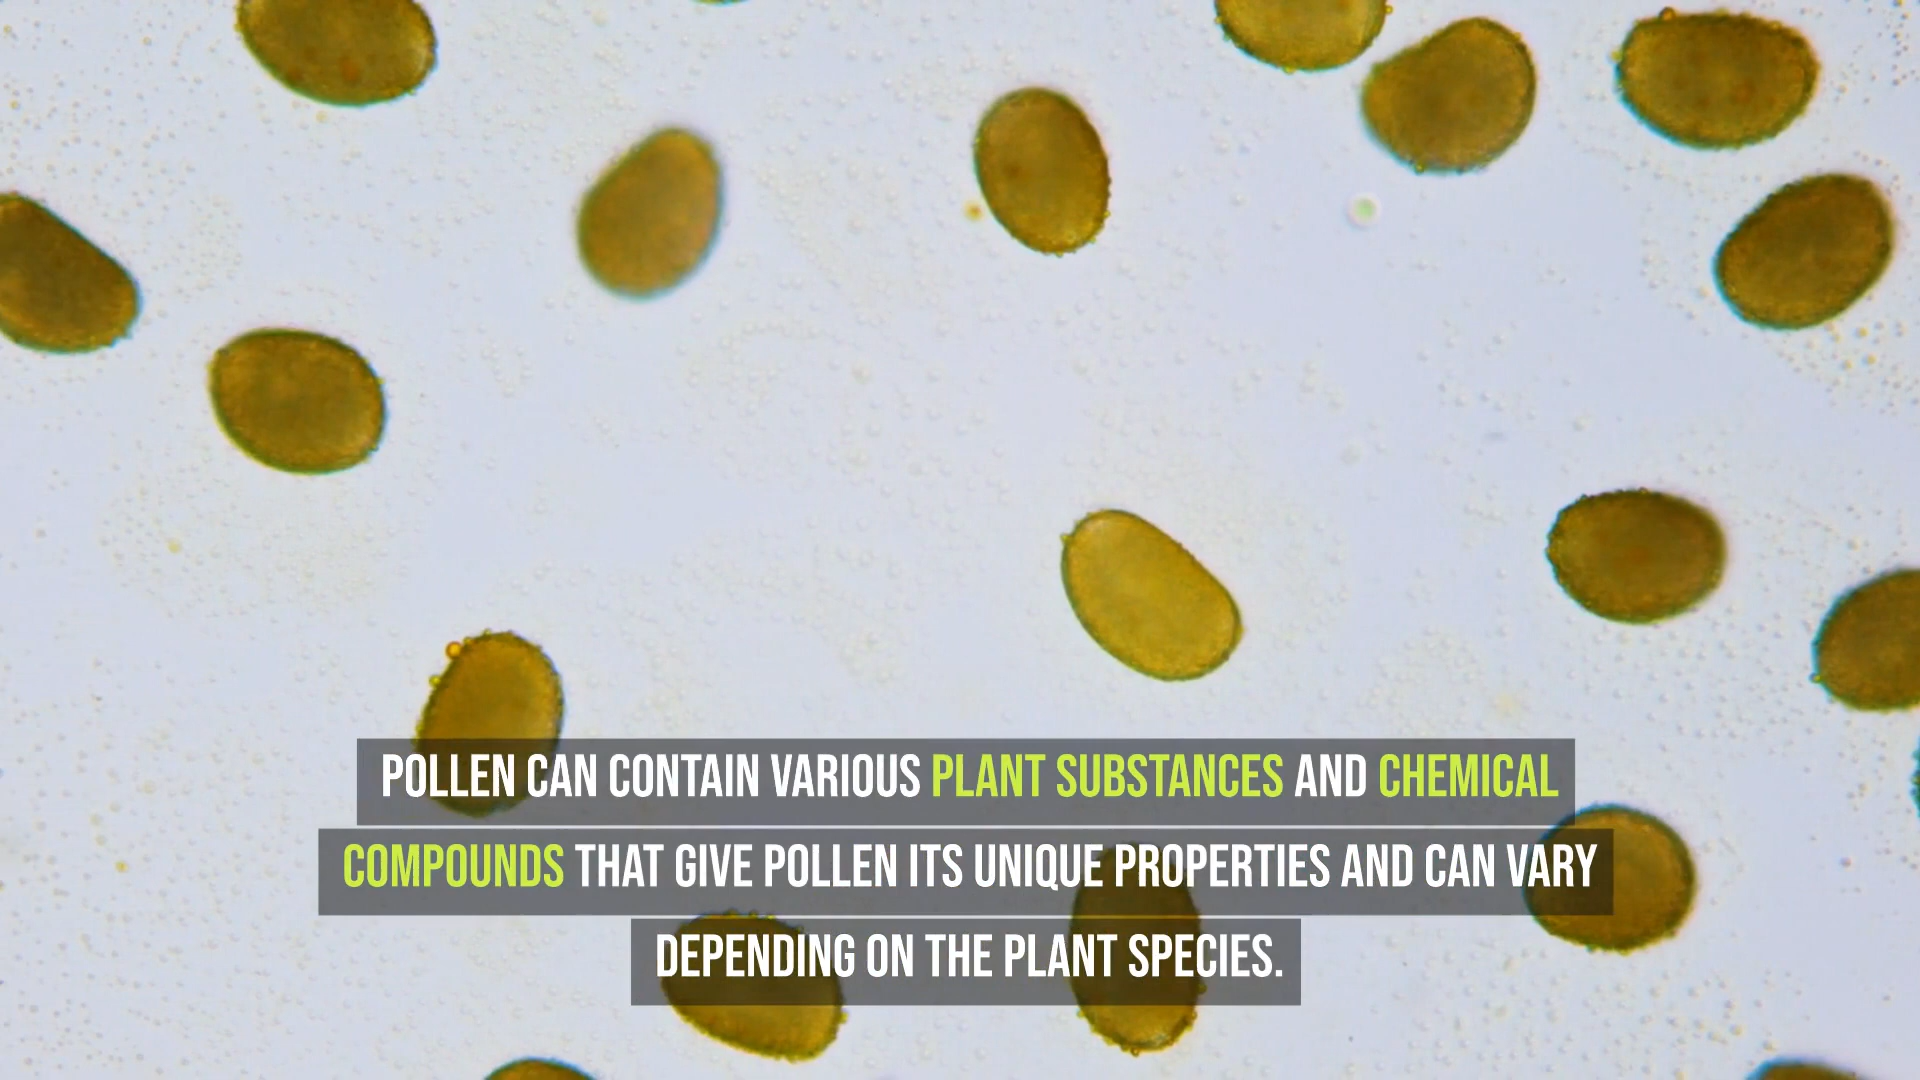 POLLEN CAN CONTAIN VARIOUS PLANT SUBSTANCES AND CHEMICAL
COMPOUNDS THAT GIVE POLLEN ITS UNIQUE PROPERTIES AND CAN VARY
DEPENDING ON THE PLANT SPECIES.